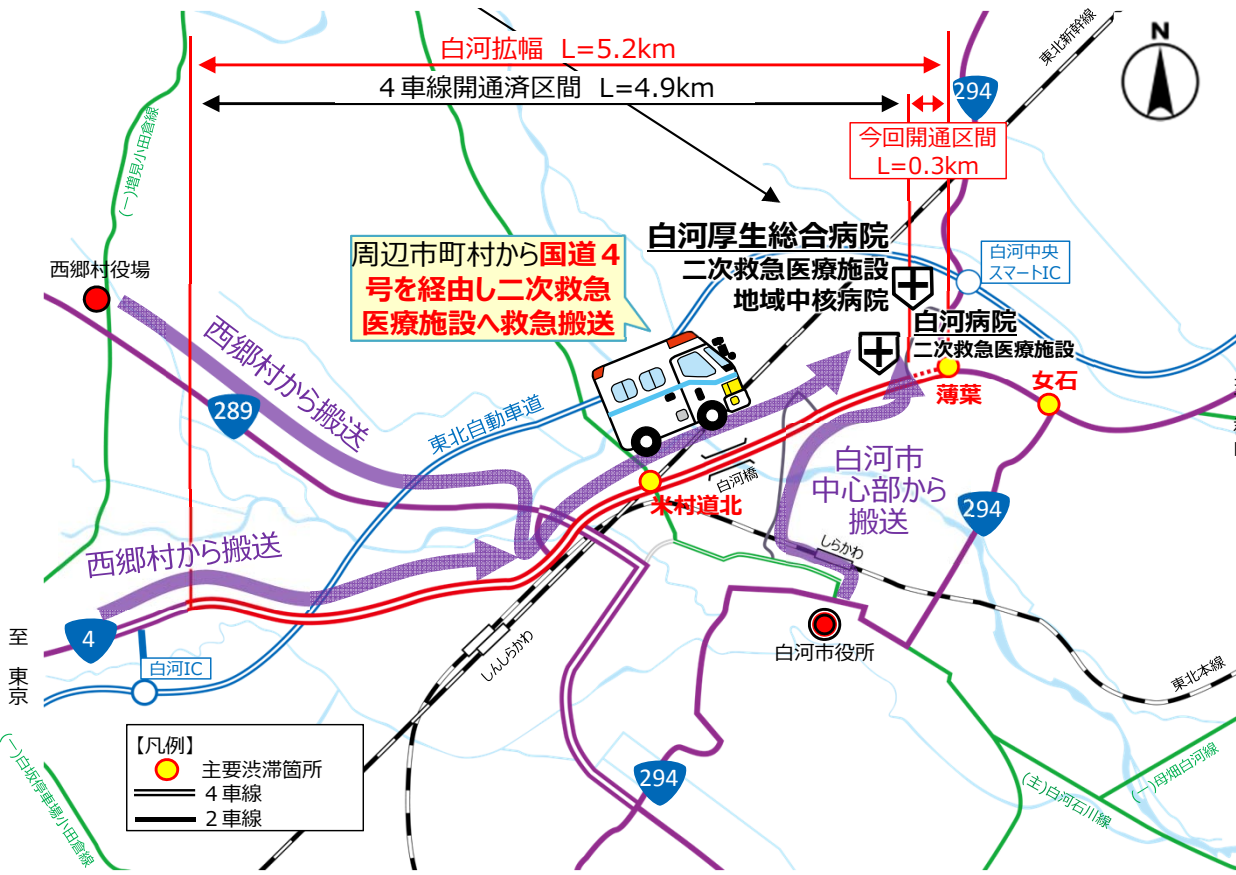 白河拡幅 L=5.2km
4車線開通済区間 L=4.9km
東北新幹線
N
294
今回開通区間
L=0.3km
(一)増見小田倉線
西郷村役場
周辺市町村から国道4
号を経由し二次救急
医療施設へ救急搬送
白河厚生総合病院
二次救急医療施設
地域中核病院
白河中央
スマートIC
白河病院
二次救急医療施設
薄葉
女石
西郷村から搬送
289
東北自動車道
白河橋
米村道北
白河市
中心部から
搬送
294
しらかわ
西郷村から搬送
4
至 東京
白河IC
しんしらかわ
白河市役所
東北本線
294
(主)白河石川線
(一)母畑白河線
(一)白坂停車場小田倉線
【凡例】
主要渋滞箇所
4車線
2車線